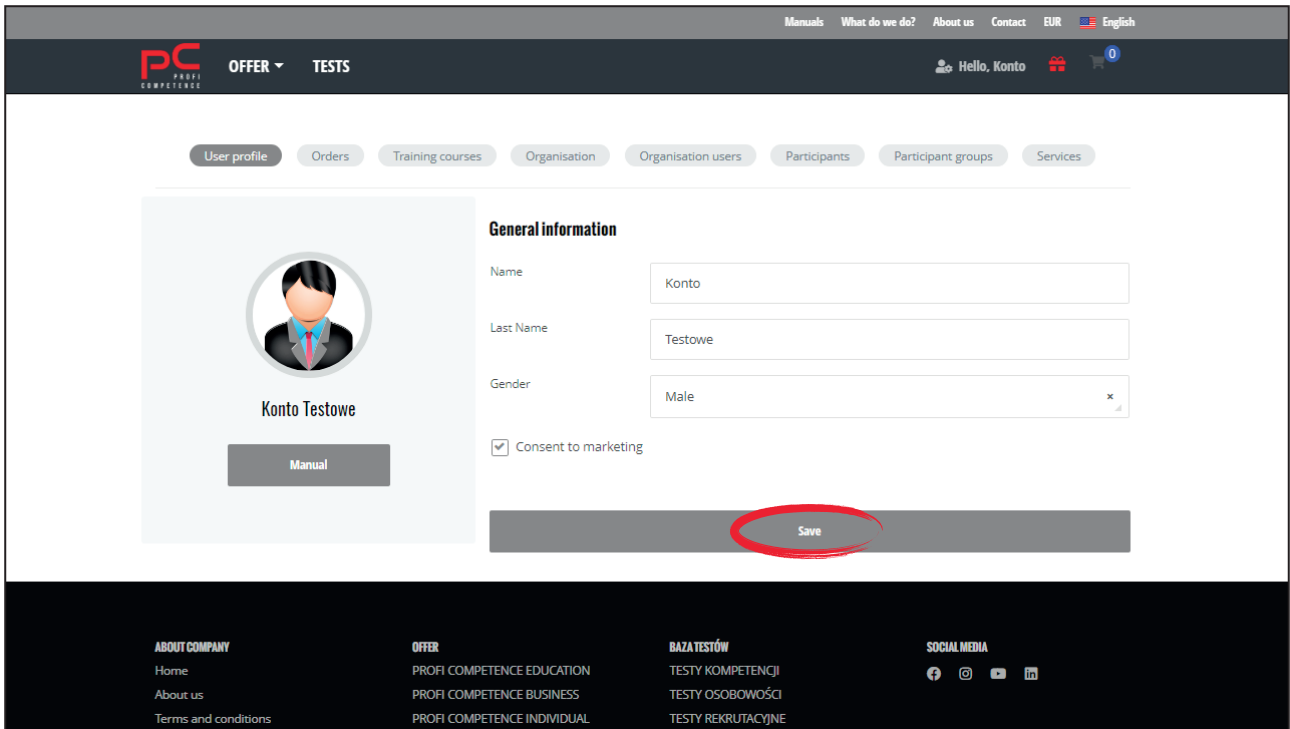 Manuals What do we do? About us Contact EUR English
PC PROFI COMPETENCE OFFER TESTS Hello, Konto 0
User profile Orders Training courses Organisation Organisation users Participants Participant groups Services
General information
Name Konto
Last Name Testowe
Gender Male ×
Konto Testowe
Consent to marketing
Manual
Save
ABOUT COMPANY OFFER BAZA TESTÓW SOCIAL MEDIA
Home PROFI COMPETENCE EDUCATION TESTY KOMPETENCJI
About us PROFI COMPETENCE BUSINESS TESTY OSOBOWOŚCI
Terms and conditions PROFI COMPETENCE INDIVIDUAL TESTY REKRUTACYJNE